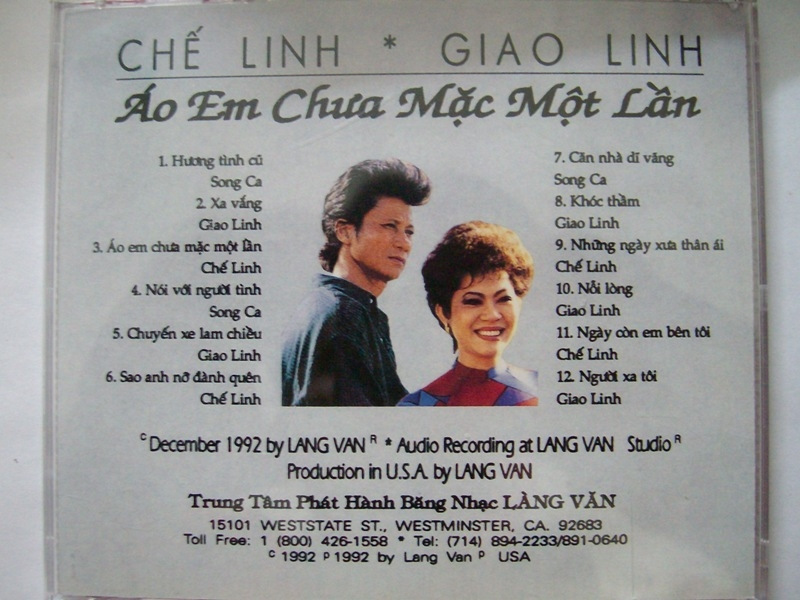 CHẾ LINH * GIAO LINH
Áo Em Chưa Mặc Một Lần
1. Hương tình cũ
Song Ca
2. Xa vắng
Giao Linh
3. Áo em chưa mặc một lần
Chế Linh
4. Nói với người tình
Song Ca
5. Chuyến xe lam chiều
Giao Linh
6. Sao anh nỡ đành quên
Chế Linh
7. Căn nhà dĩ vãng
Song Ca
8. Khóc thầm
Giao Linh
9. Những ngày xưa thân ái
Chế Linh
10. Nỗi lòng
Giao Linh
11. Ngày còn em bên tôi
Chế Linh
12. Người xa tôi
Giao Linh
C December 1992 by LANG VAN R * Audio Recording at LANG VAN Studio R
Production in U.S.A. by LANG VAN
Trung Tâm Phát Hành Băng Nhạc LÀNG VĂN
15101 WESTSTATE ST., WESTMINSTER, CA. 92683
Toll Free: 1 (800) 426-1558 * Tel: (714) 894-2233/891-0640
C 1992 P 1992 by Lang Van P USA